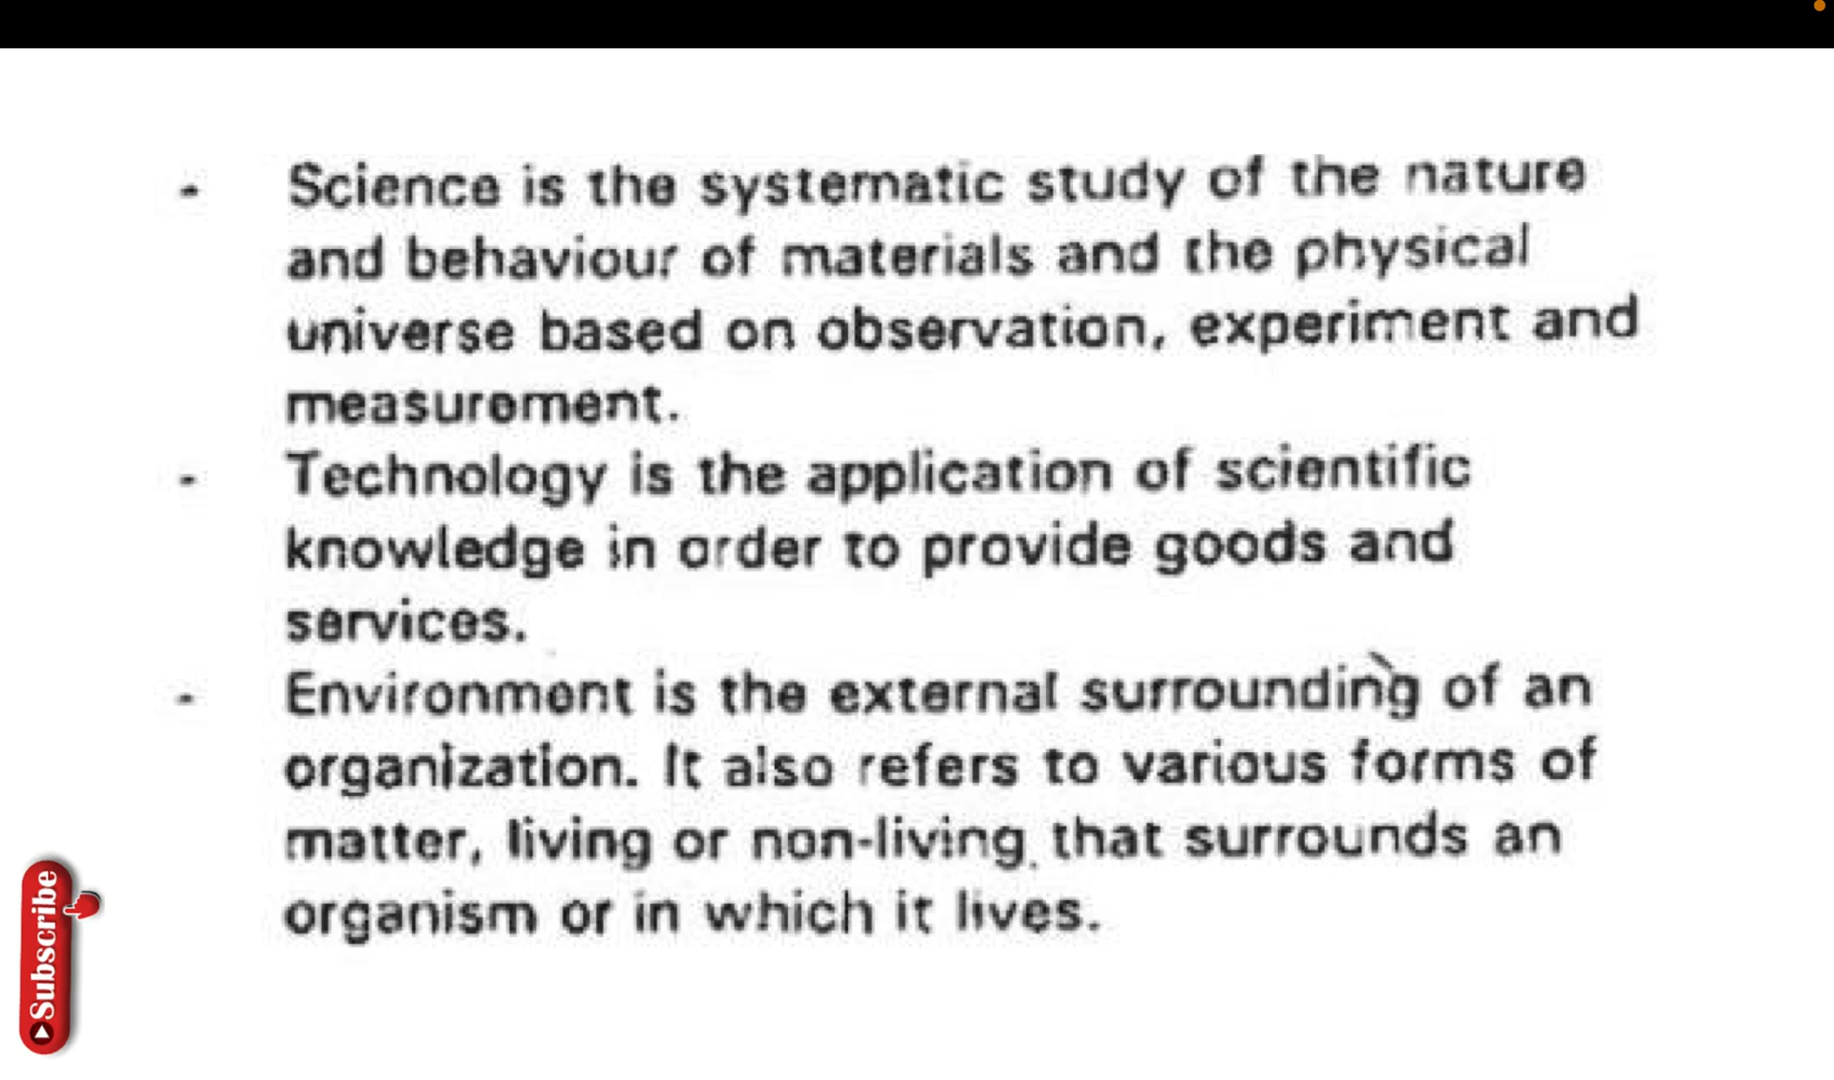 - Science is the systematic study of the nature
and behaviour of materials and the physical
universe based on observation, experiment and
measurement.
- Technology is the application of scientific
knowledge in order to provide goods and
services.
- Environment is the external surrounding of an
organization. It also refers to various forms of
matter, living or non-living that surrounds an
organism or in which it lives.
Subscribe